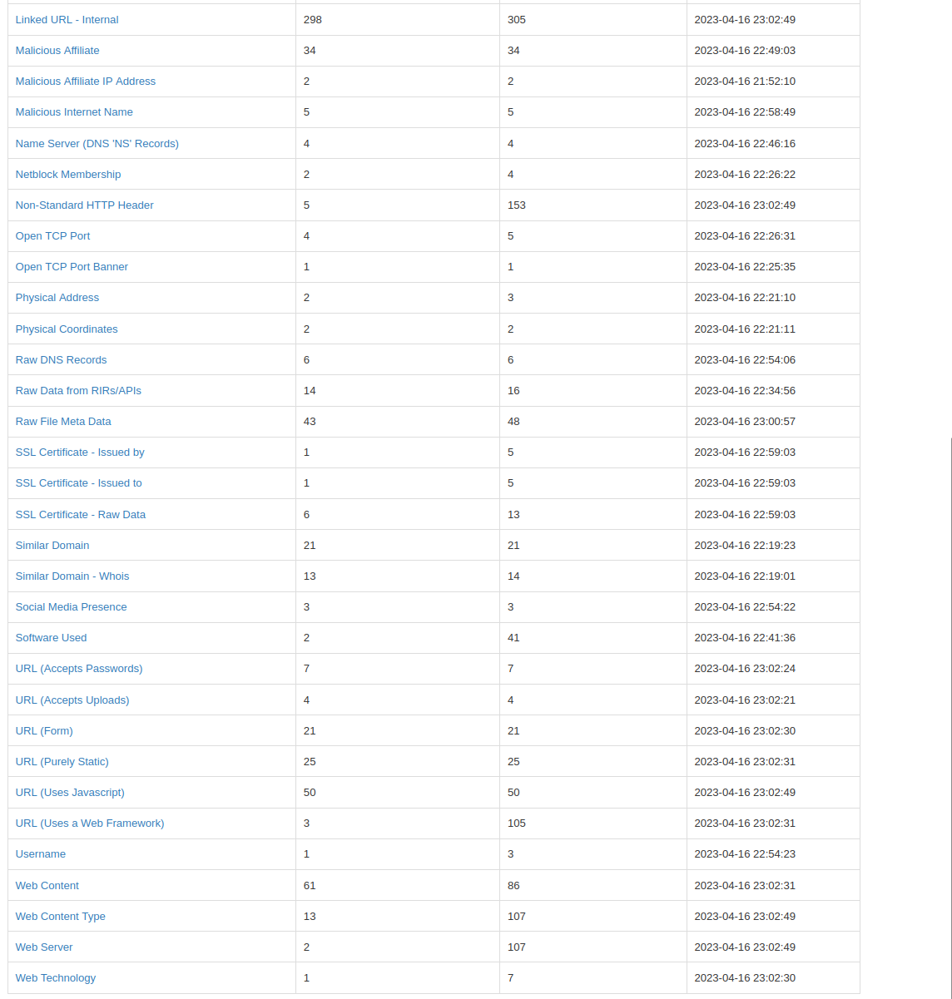 Linked URL - Internal 298 305 2023-04-16 23:02:49
Malicious Affiliate 34 34 2023-04-16 22:49:03
Malicious Affiliate IP Address 2 2 2023-04-16 21:52:10
Malicious Internet Name 5 5 2023-04-16 22:58:49
Name Server (DNS 'NS' Records) 4 4 2023-04-16 22:46:16
Netblock Membership 2 4 2023-04-16 22:26:22
Non-Standard HTTP Header 5 153 2023-04-16 23:02:49
Open TCP Port 4 5 2023-04-16 22:26:31
Open TCP Port Banner 1 1 2023-04-16 22:25:35
Physical Address 2 3 2023-04-16 22:21:10
Physical Coordinates 2 2 2023-04-16 22:21:11
Raw DNS Records 6 6 2023-04-16 22:54:06
Raw Data from RIRs/APIs 14 16 2023-04-16 22:34:56
Raw File Meta Data 43 48 2023-04-16 23:00:57
SSL Certificate - Issued by 1 5 2023-04-16 22:59:03
SSL Certificate - Issued to 1 5 2023-04-16 22:59:03
SSL Certificate - Raw Data 6 13 2023-04-16 22:59:03
Similar Domain 21 21 2023-04-16 22:19:23
Similar Domain - Whois 13 14 2023-04-16 22:19:01
Social Media Presence 3 3 2023-04-16 22:54:22
Software Used 2 41 2023-04-16 22:41:36
URL (Accepts Passwords) 7 7 2023-04-16 23:02:24
URL (Accepts Uploads) 4 4 2023-04-16 23:02:21
URL (Form) 21 21 2023-04-16 23:02:30
URL (Purely Static) 25 25 2023-04-16 23:02:31
URL (Uses Javascript) 50 50 2023-04-16 23:02:49
URL (Uses a Web Framework) 3 105 2023-04-16 23:02:31
Username 1 3 2023-04-16 22:54:23
Web Content 61 86 2023-04-16 23:02:31
Web Content Type 13 107 2023-04-16 23:02:49
Web Server 2 107 2023-04-16 23:02:49
Web Technology 1 7 2023-04-16 23:02:30